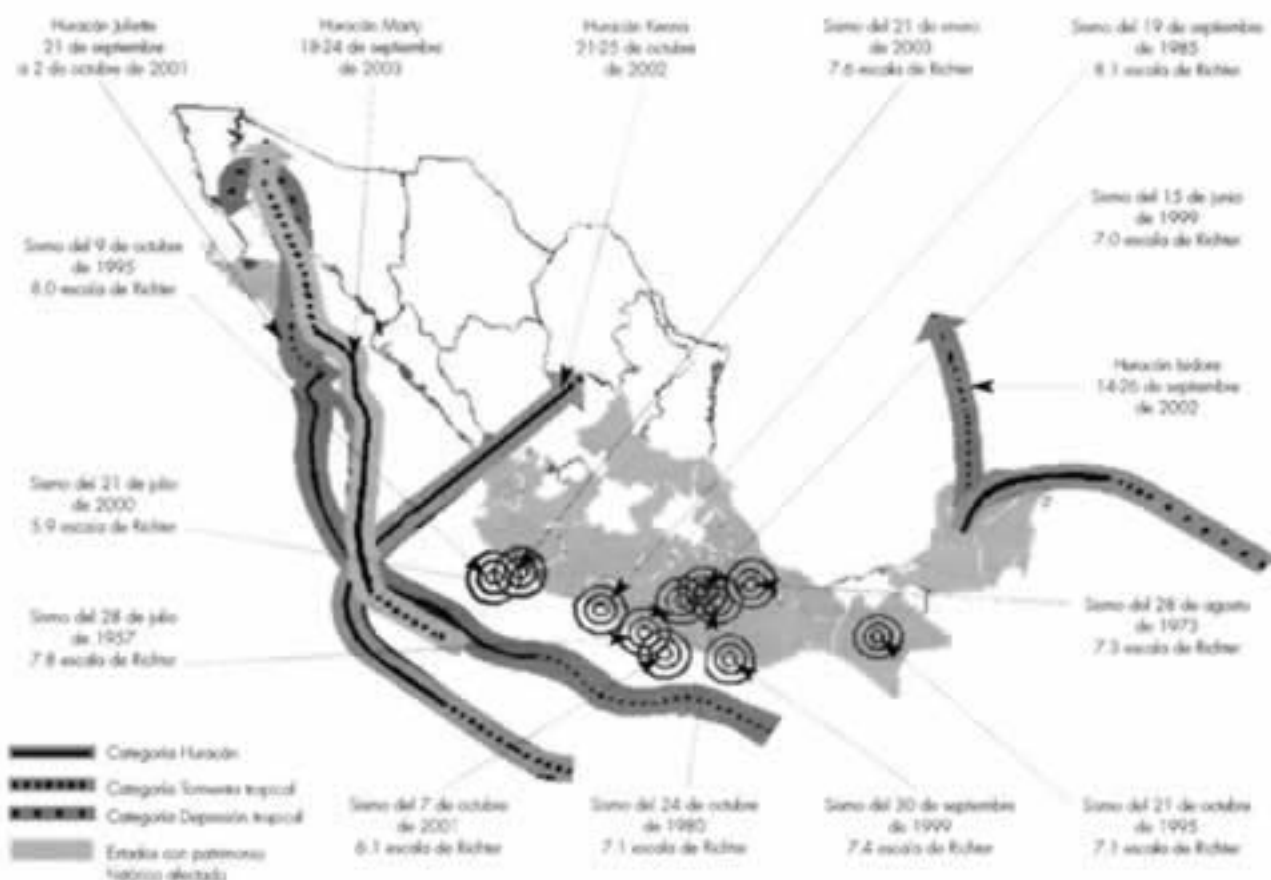 Huracán Juliette
21 de septiembre
a 2 de octubre de 2001
Huracán Marty
18-24 de septiembre
de 2003
Huracán Kenna
21-25 de octubre
de 2002
Sismo del 21 de enero
de 2003
7.6 escala de Richter
Sismo del 19 de septiembre
de 1985
8.1 escala de Richter
Sismo del 15 de junio
de 1999
7.0 escala de Richter
Sismo del 9 de octubre
de 1995
8.0 escala de Richter
Huracán Isidore
14-26 de septiembre
de 2002
Sismo del 21 de julio
de 2000
5.9 escala de Richter
Sismo del 28 de julio
de 1957
7.8 escala de Richter
Sismo del 28 de agosto
de 1973
7.3 escala de Richter
Categoría Huracán
Categoría Tormenta tropical
Categoría Depresión tropical
Estados con patrimonio
histórico afectado
Sismo del 7 de octubre
de 2001
6.1 escala de Richter
Sismo del 24 de octubre
de 1980
7.1 escala de Richter
Sismo del 30 de septiembre
de 1999
7.4 escala de Richter
Sismo del 21 de octubre
de 1995
7.1 escala de Richter